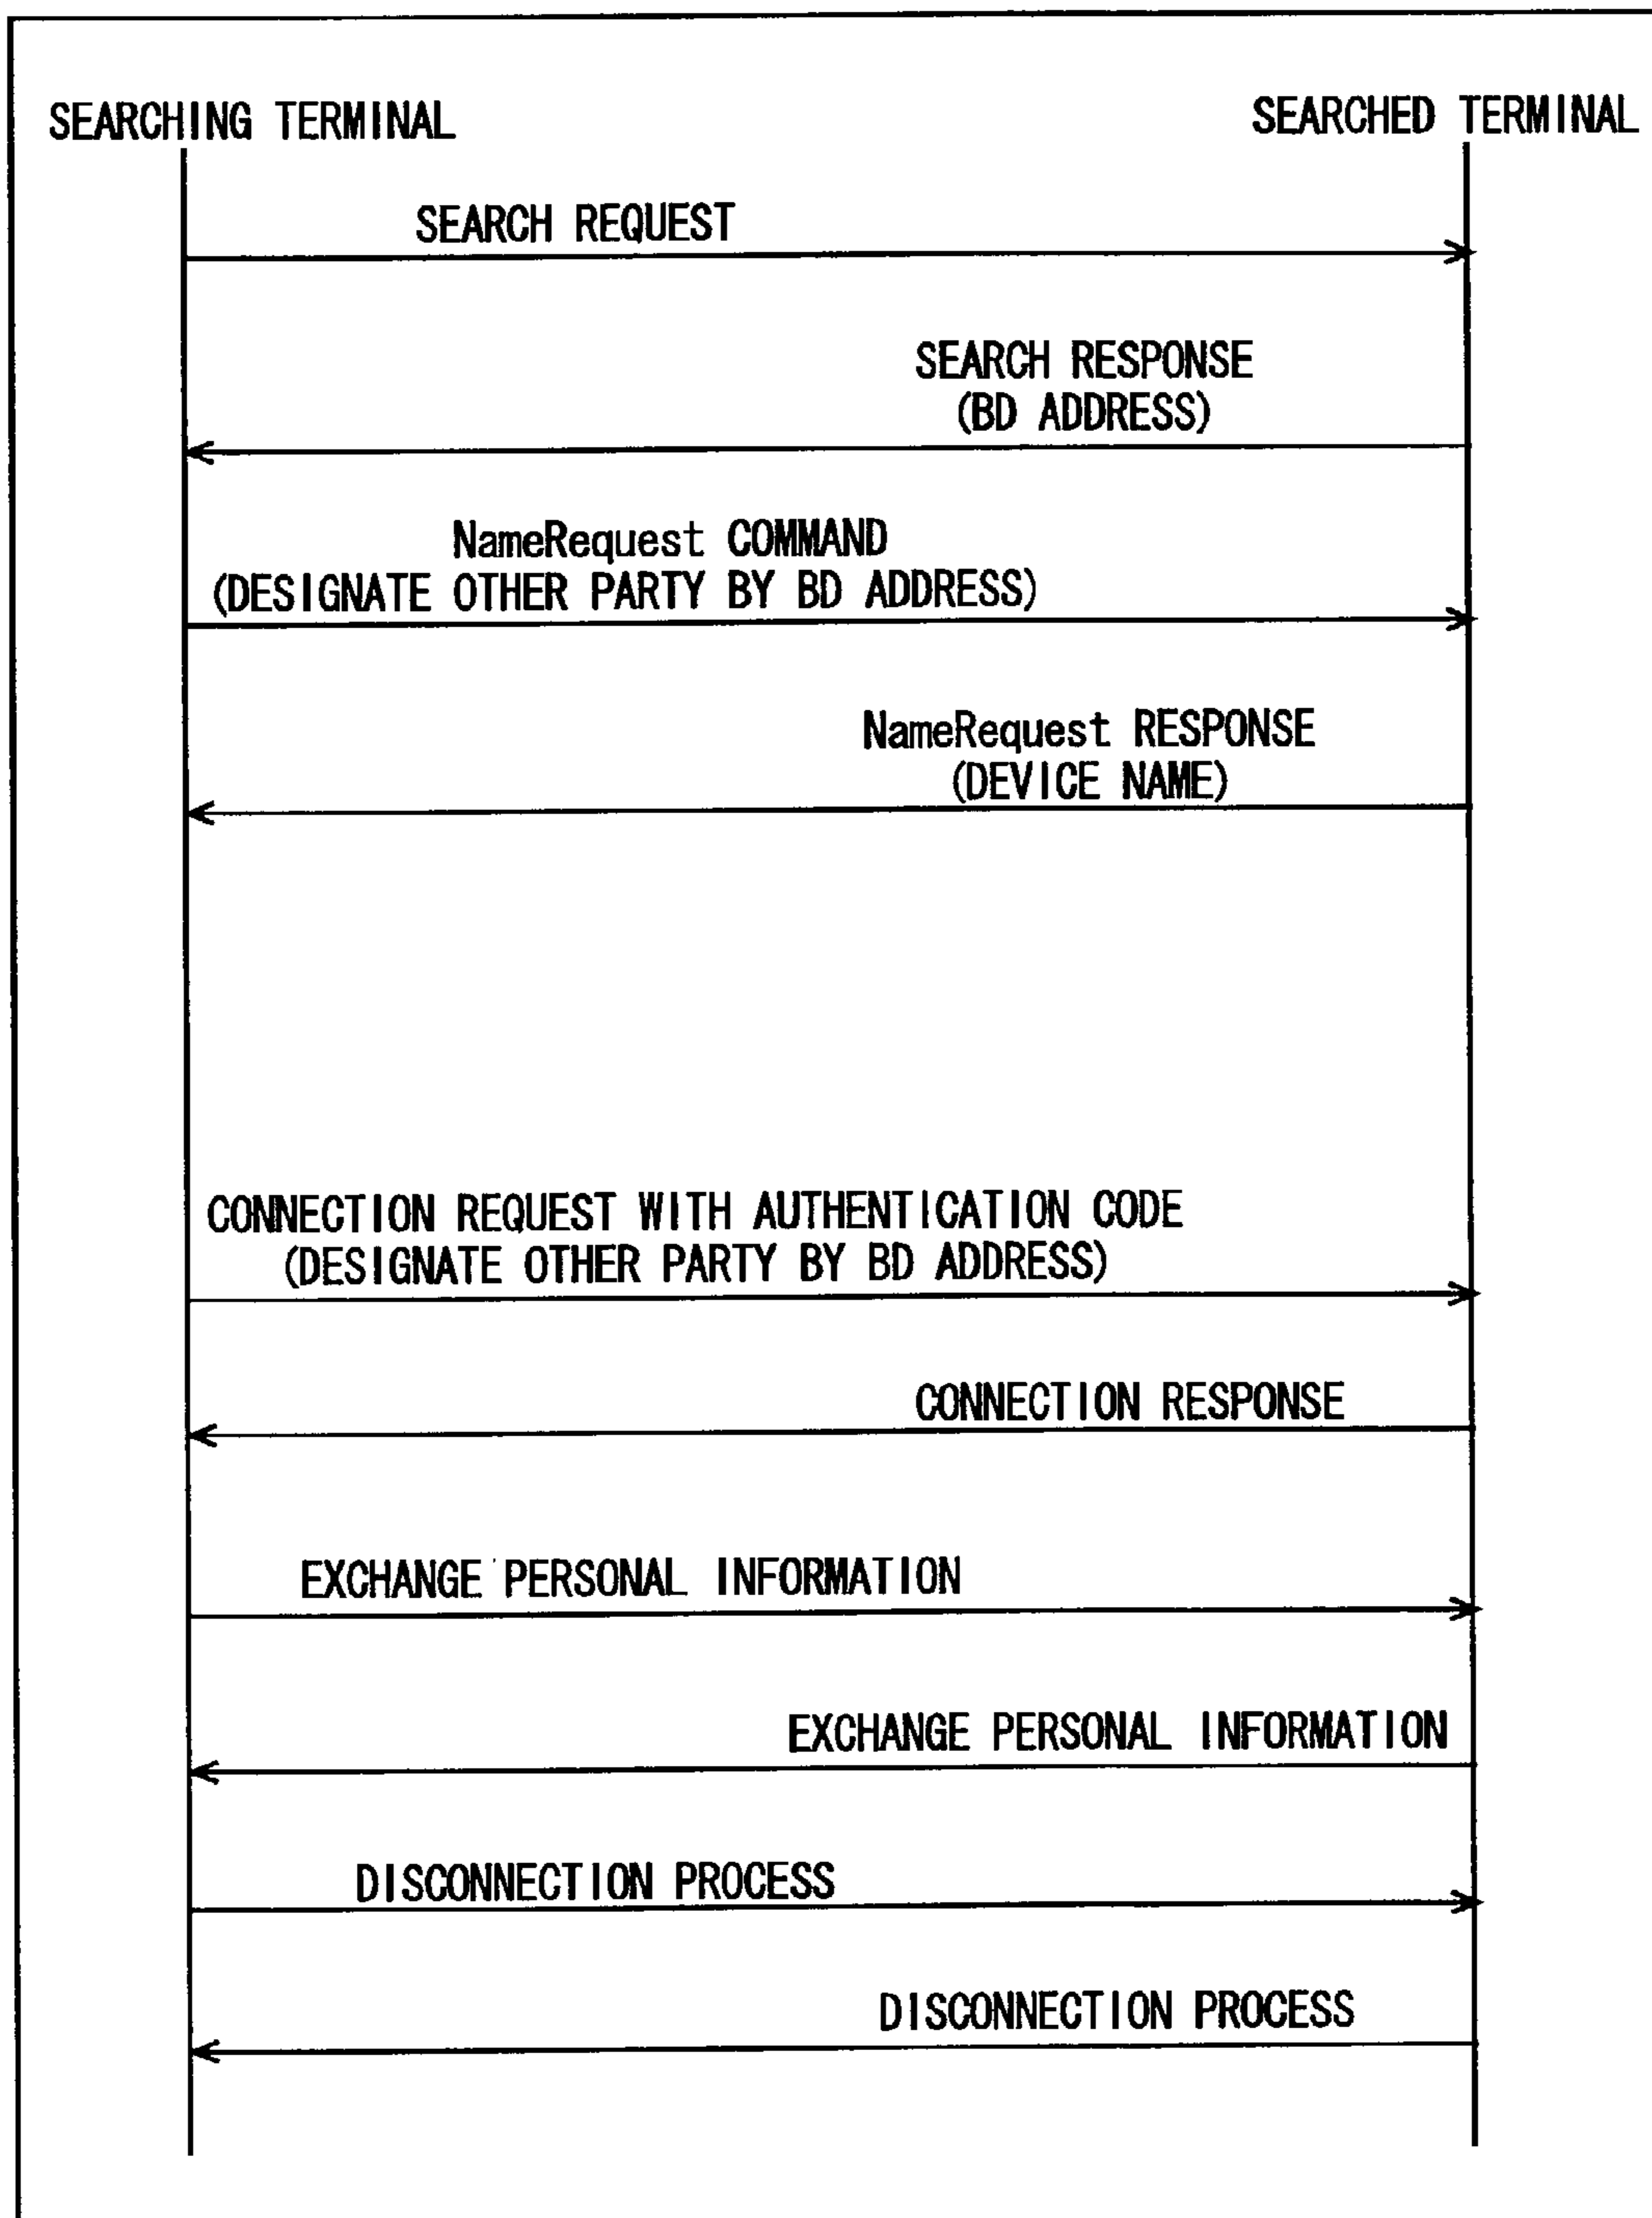 SEARCHING TERMINAL
SEARCHED TERMINAL
SEARCH REQUEST
SEARCH RESPONSE
(BD ADDRESS)
NameRequest COMMAND
(DESIGNATE OTHER PARTY BY BD ADDRESS)
NameRequest RESPONSE
(DEVICE NAME)
CONNECTION REQUEST WITH AUTHENTICATION CODE
(DESIGNATE OTHER PARTY BY BD ADDRESS)
CONNECTION RESPONSE
EXCHANGE PERSONAL INFORMATION
EXCHANGE PERSONAL INFORMATION
DISCONNECTION PROCESS
DISCONNECTION PROCESS